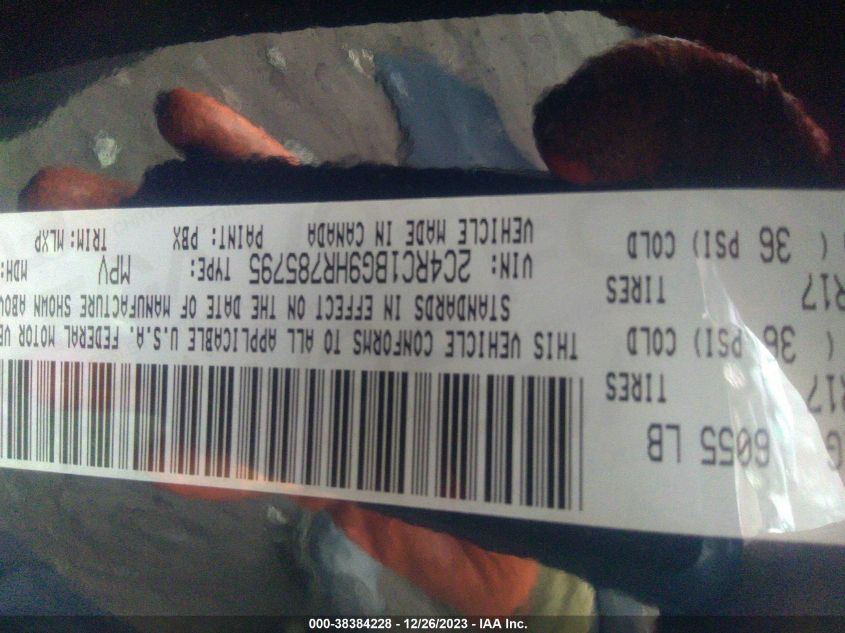 6055 LB
R17 TIRES
( 36 PSI) COLD
R17 TIRES
( 36 PSI) COLD
THIS VEHICLE CONFORMS TO ALL APPLICABLE U.S.A. FEDERAL MOTOR
STANDARDS IN EFFECT ON THE DATE OF MANUFACTURE SHOWN
VIN: 2C4RC1BG9HR785795 TYPE: MPV MDH:
VEHICLE MADE IN CANADA PAINT: PBX TRIM: MLXP
000-38384228 - 12/26/2023 - IAA Inc.